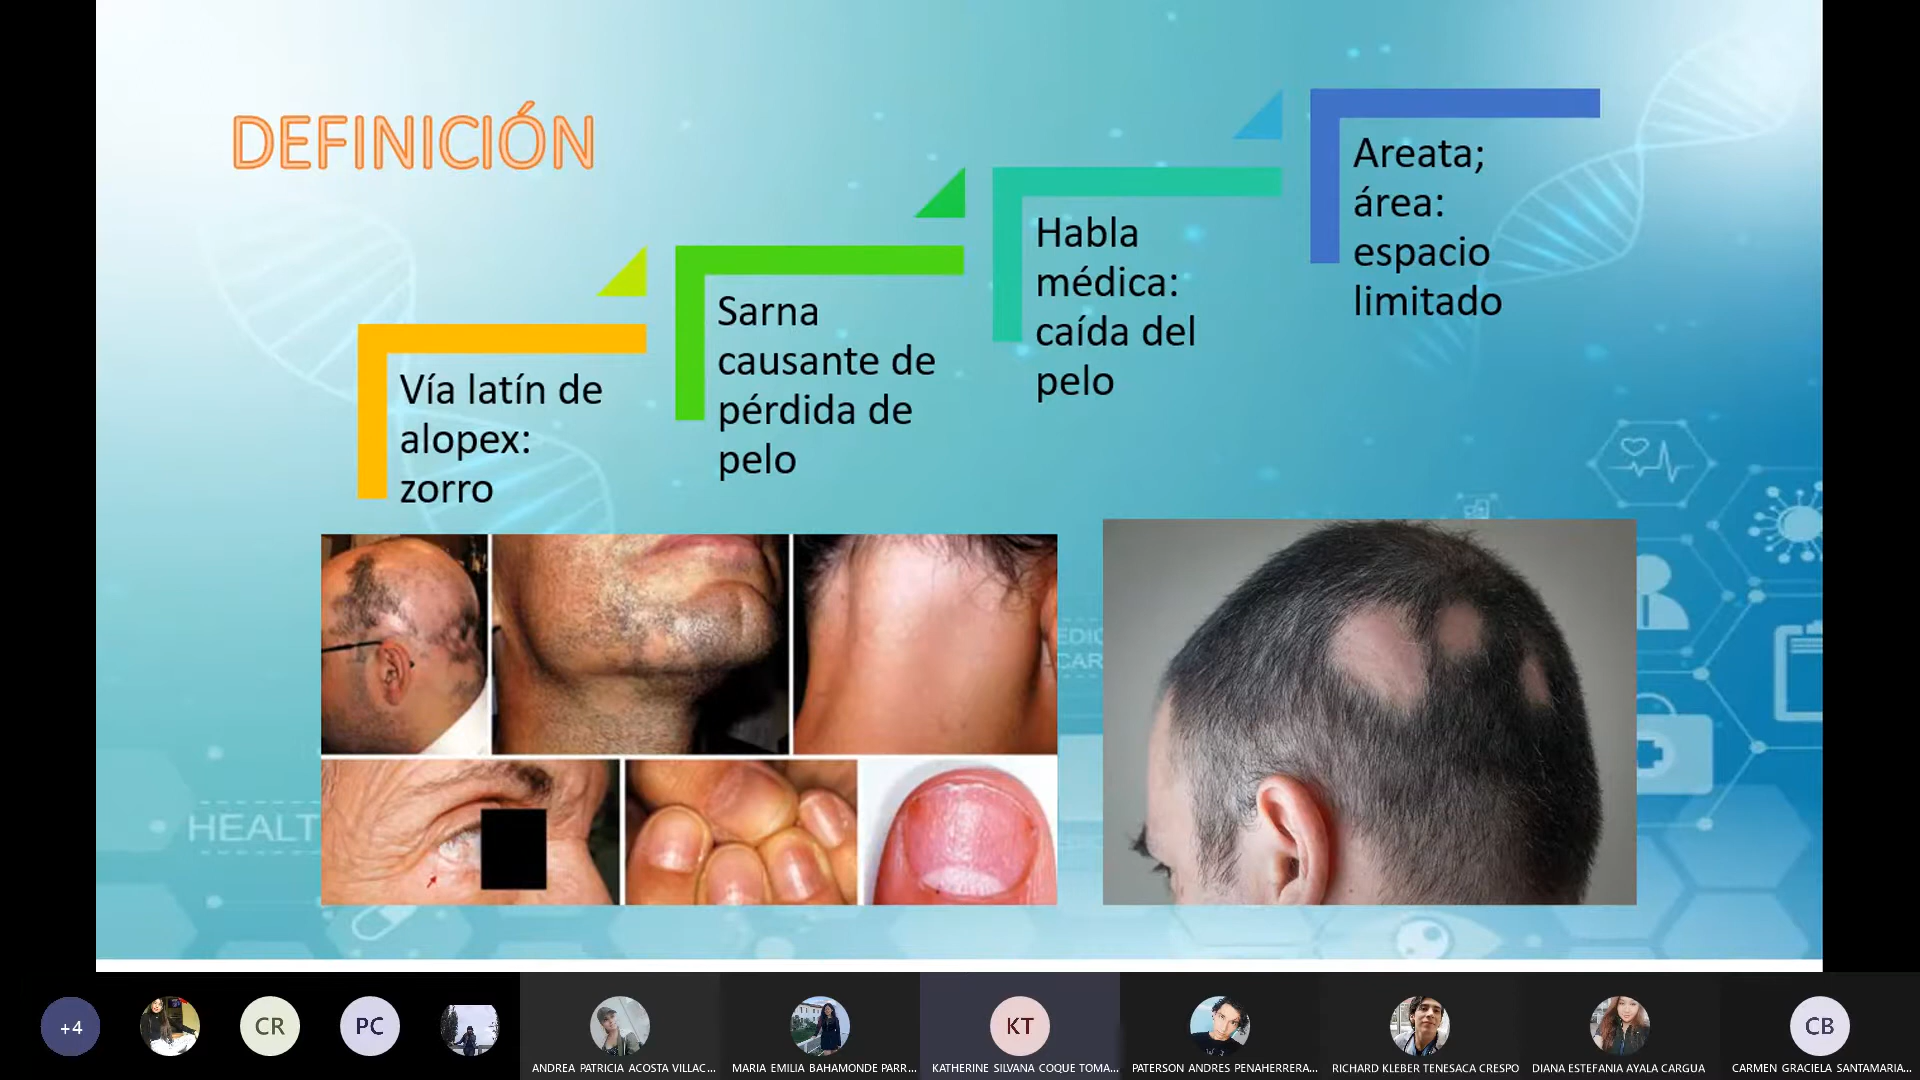 DEFINICIÓN
Vía latín de
alopex:
zorro
Sarna
causante de
pérdida de
pelo
Habla
médica:
caída del
pelo
Areata;
área:
espacio
limitado
HEALT
+4
CR
PC
KT
CB
ANDREA PATRICIA ACOSTA VILLAC...
MARIA EMILIA BAHAMONDE PARR...
KATHERINE SILVANA COQUE TOMA...
PATERSON ANDRES PENAHERRERA...
RICHARD KLEBER TENESACA CRESPO
DIANA ESTEFANIA AYALA CARGUA
CARMEN GRACIELA SANTAMARIA...